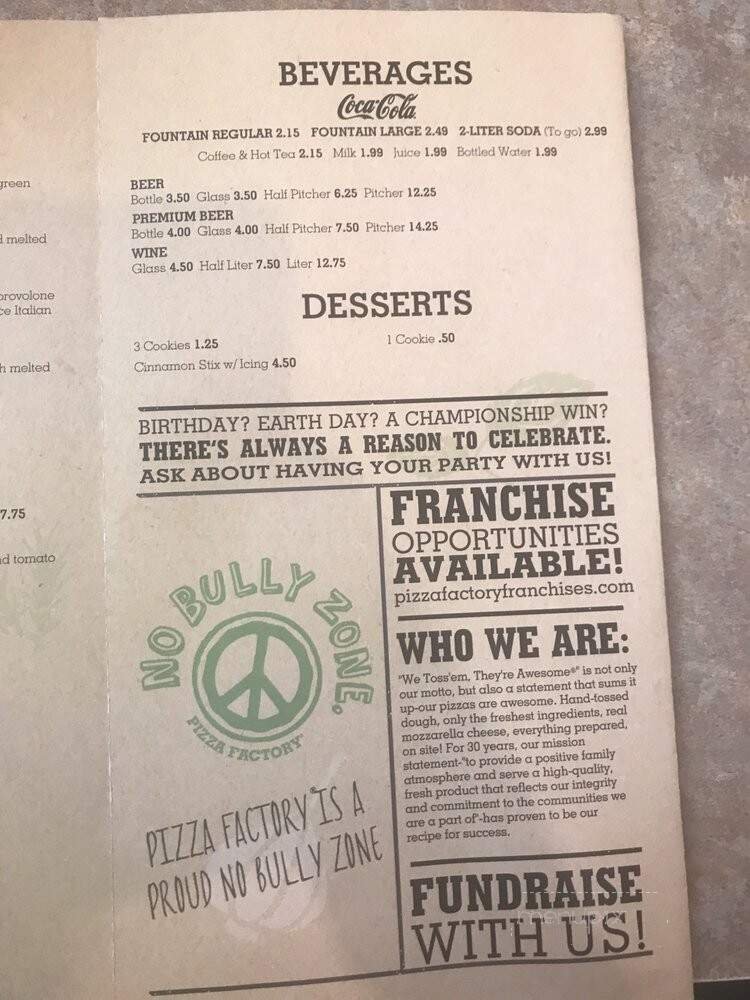 green
d melted
provolone
ce Italian
h melted
7.75
nd tomato
BEVERAGES
Coca-Cola
FOUNTAIN REGULAR 2.15 FOUNTAIN LARGE 2.49 2-LITER SODA (To go) 2.99
Coffee & Hot Tea 2.15 Milk 1.99 Juice 1.99 Bottled Water 1.99
BEER
Bottle 3.50 Glass 3.50 Half Pitcher 6.25 Pitcher 12.25
PREMIUM BEER
Bottle 4.00 Glass 4.00 Half Pitcher 7.50 Pitcher 14.25
WINE
Glass 4.50 Half Liter 7.50 Liter 12.75
DESSERTS
3 Cookies 1.25 1 Cookie .50
Cinnamon Stix w/ Icing 4.50
BIRTHDAY? EARTH DAY? A CHAMPIONSHIP WIN?
THERE'S ALWAYS A REASON TO CELEBRATE.
ASK ABOUT HAVING YOUR PARTY WITH US!
NO BULLY ZONE.
PIZZA FACTORY
PIZZA FACTORY IS A
PROUD NO BULLY ZONE
FRANCHISE
OPPORTUNITIES
AVAILABLE!
pizzafactoryfranchises.com
WHO WE ARE:
"We Toss'em, They're Awesome®" is not only
our motto, but also a statement that sums it
up-our pizzas are awesome. Hand-tossed
dough, only the freshest ingredients, real
mozzarella cheese, everything prepared,
on site! For 30 years, our mission
statement-"to provide a positive family
atmosphere and serve a high-quality,
fresh product that reflects our integrity
and commitment to the communities we
are a part of"-has proven to be our
recipe for success.
FUNDRAISE
WITH US!
menupix